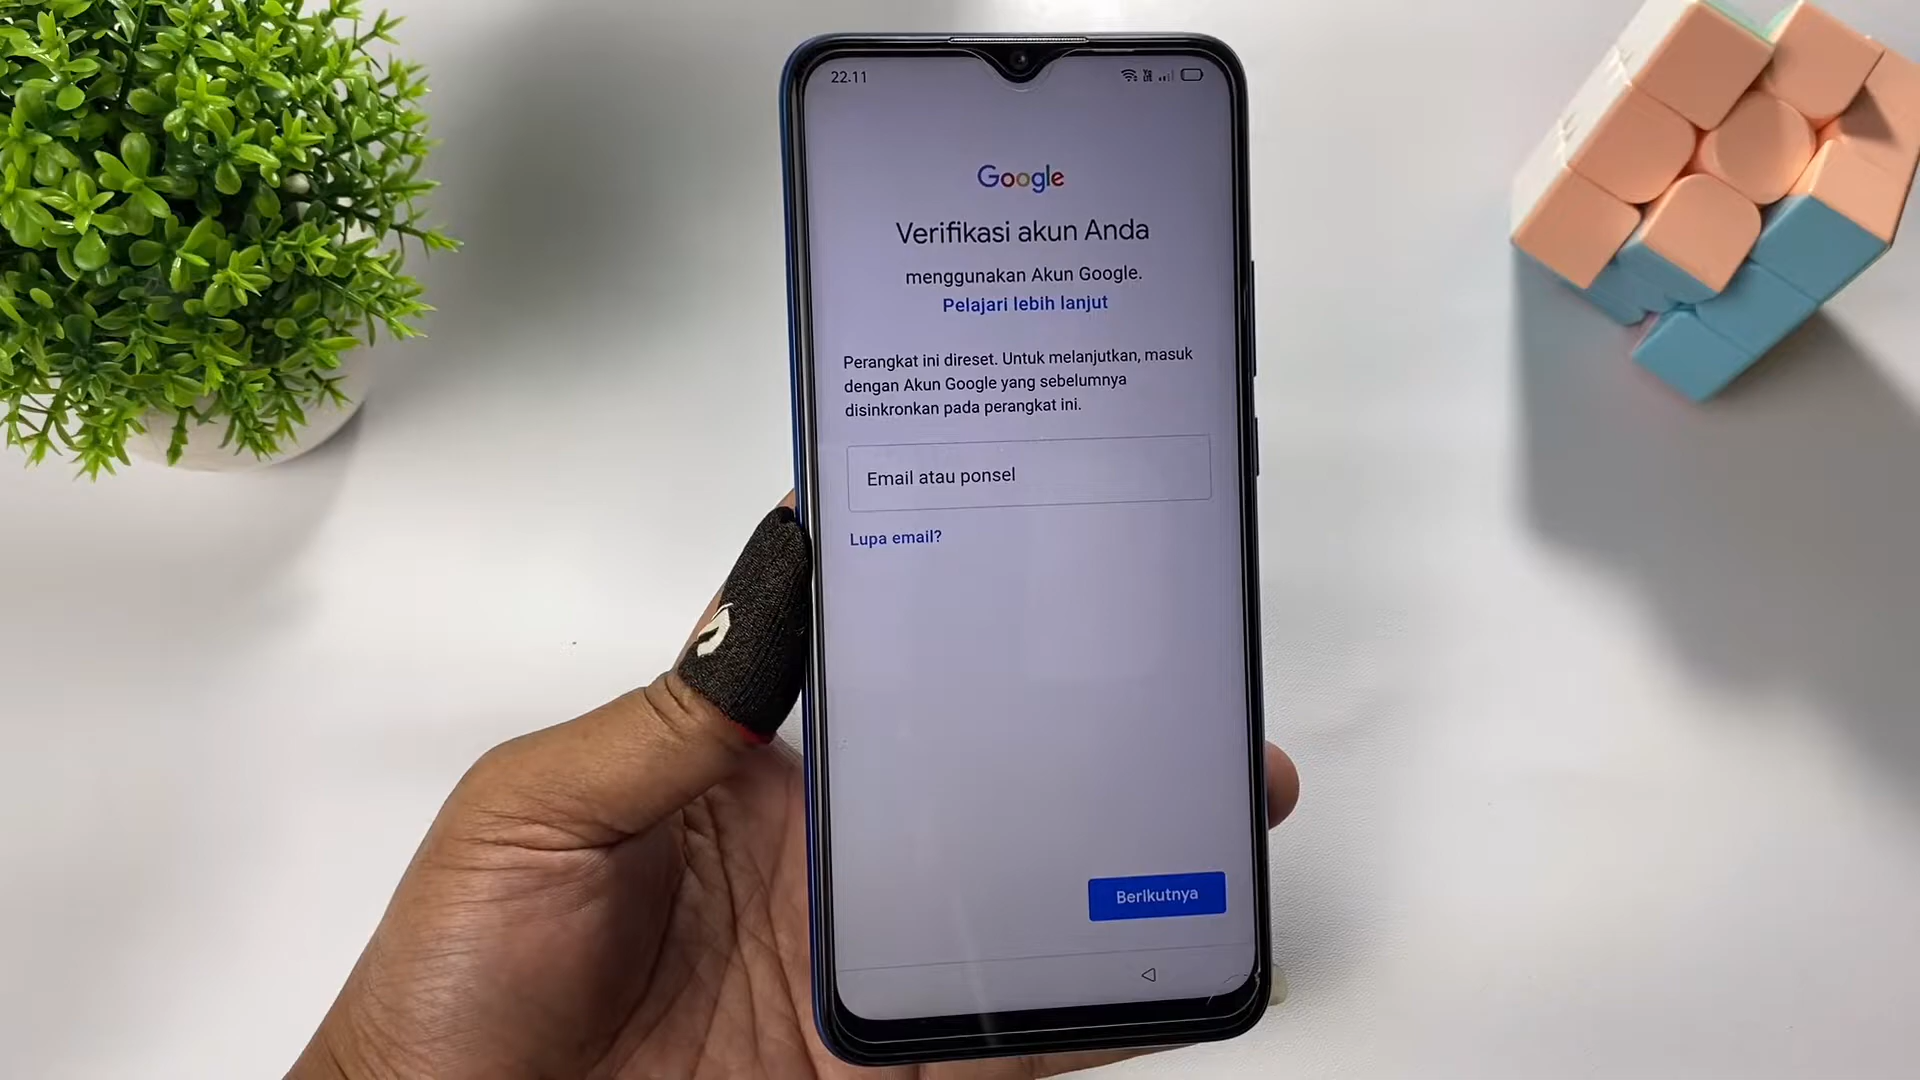 22.11
Google
Verifikasi akun Anda
menggunakan Akun Google.
Pelajari lebih lanjut
Perangkat ini direset. Untuk melanjutkan, masuk
dengan Akun Google yang sebelumnya
disinkronkan pada perangkat ini.
Email atau ponsel
Lupa email?
Berikutnya